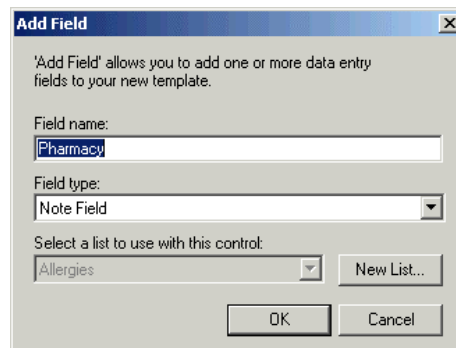 Add Field
'Add Field' allows you to add one or more data entry
fields to your new template.
Field name:
Pharmacy
Field type:
Note Field
Select a list to use with this control:
Allergies
New List...
OK
Cancel